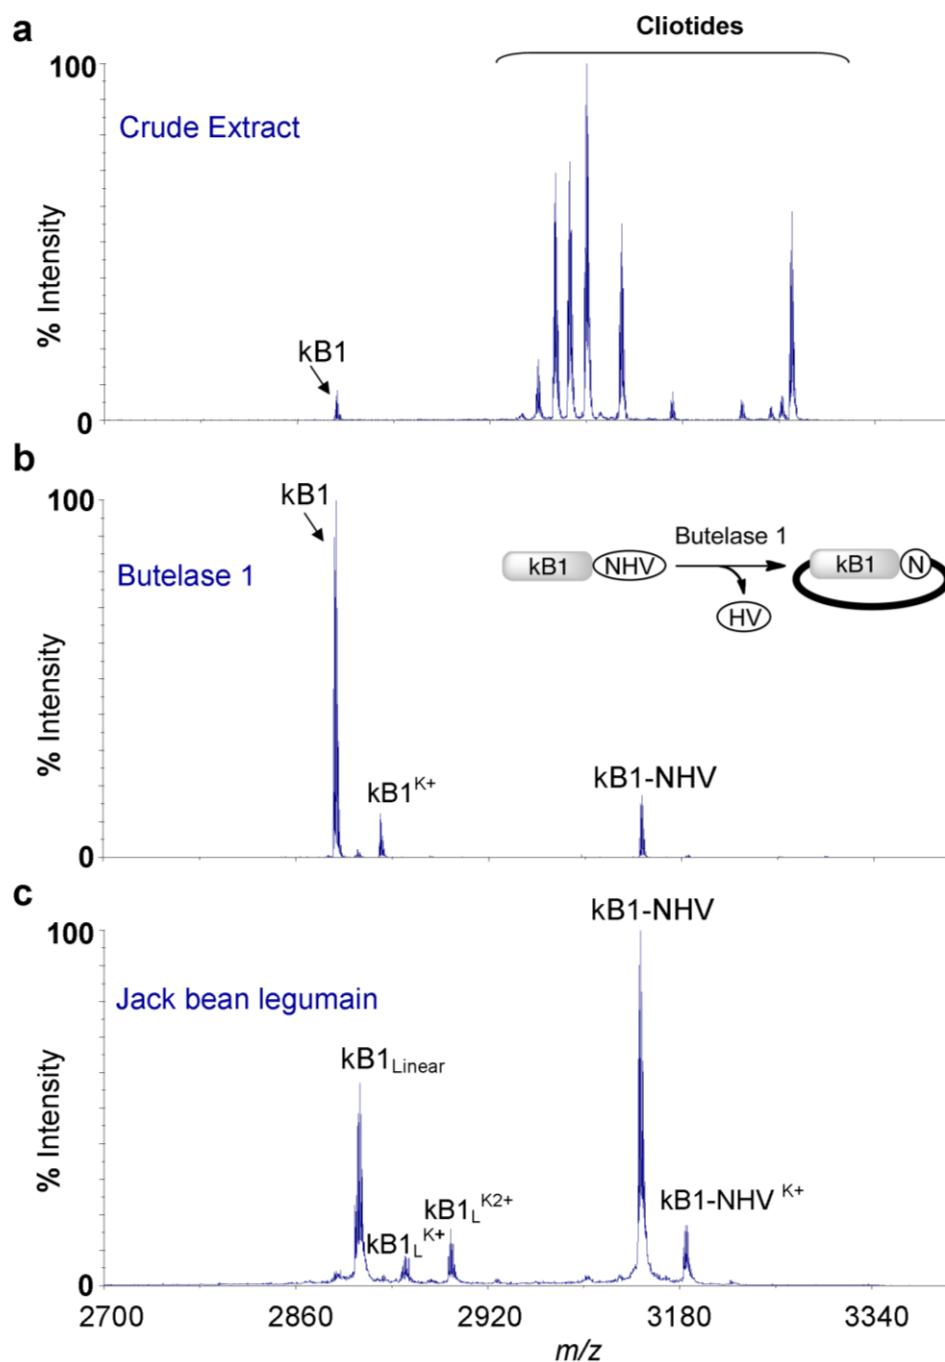 a
Cliotides
100
Crude Extract
% Intensity
kB1
0
b
100
kB1
Butelase 1
Butelase 1
kB1 NHV
kB1 N
HV
% Intensity
kB1-NHV
kB1K+
0
c
kB1-NHV
100
Jack bean legumain
kB1Linear
% Intensity
kB1-NHV K+
kB1LK2+
kB1LK+
0
2700 2860 2920 3180 3340
m/z